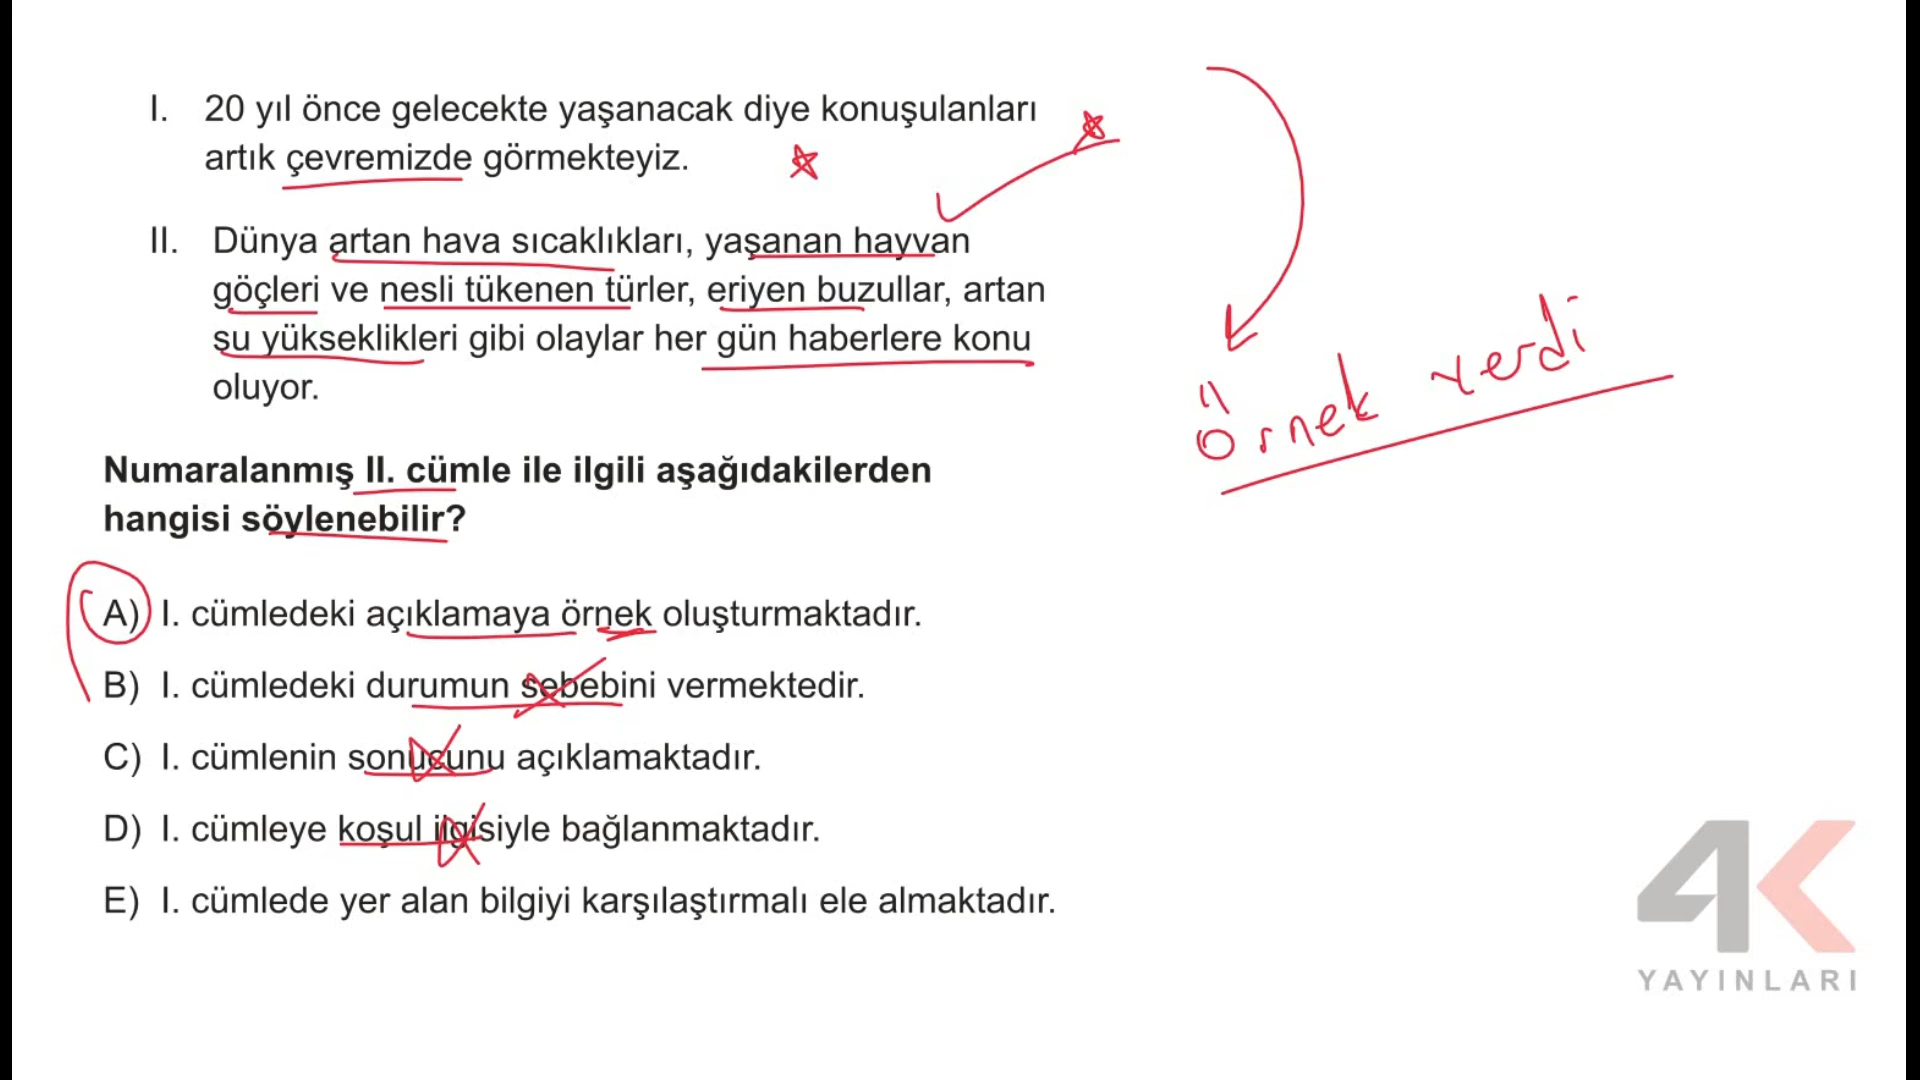 I. 20 yıl önce gelecekte yaşanacak diye konuşulanları
artık çevremizde görmekteyiz.
II. Dünya artan hava sıcaklıkları, yaşanan hayvan
göçleri ve nesli tükenen türler, eriyen buzullar, artan
su yükseklikleri gibi olaylar her gün haberlere konu
oluyor.
Örnek verdi
Numaralanmış II. cümle ile ilgili aşağıdakilerden
hangisi söylenebilir?
A) I. cümledeki açıklamaya örnek oluşturmaktadır.
B) I. cümledeki durumun sebebini vermektedir.
C) I. cümlenin sonucunu açıklamaktadır.
D) I. cümleye koşul ilgisiyle bağlanmaktadır.
E) I. cümlede yer alan bilgiyi karşılaştırmalı ele almaktadır.
4K
YAYINLARI